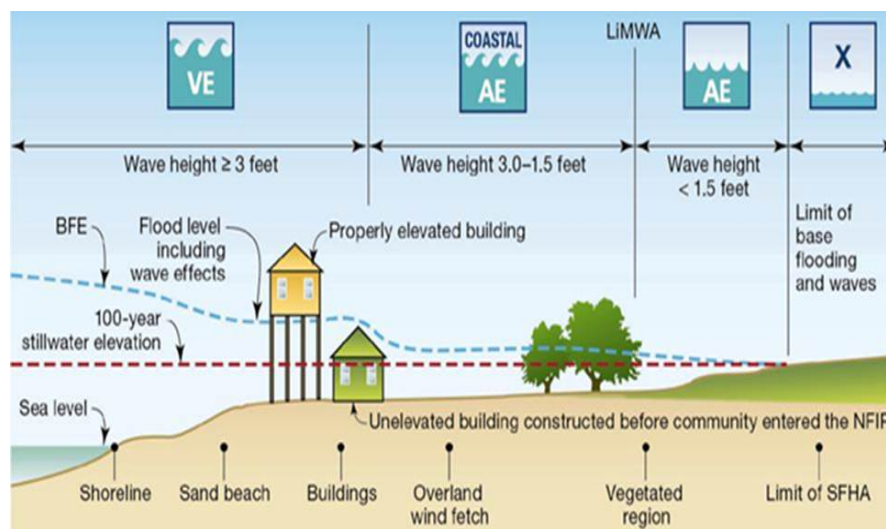 LiMWA
VE
COASTAL
AE
AE
X
Wave height ≥ 3 feet
Wave height 3.0–1.5 feet
Wave height
< 1.5 feet
BFE
Flood level
including
wave effects
Properly elevated building
Limit of
base
flooding
and waves
100-year
stillwater elevation
Sea level
Unelevated building constructed before community entered the NFIP
Shoreline
Sand beach
Buildings
Overland
wind fetch
Vegetated
region
Limit of SFHA